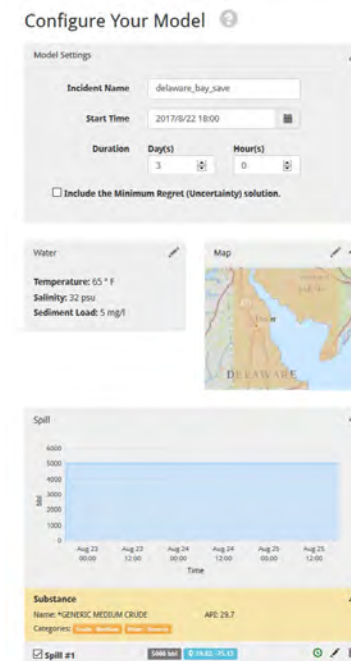 Configure Your Model
Model Settings
Incident Name delaware_bay_save
Start Time 2017/8/22 18:00
Duration Day(s) Hour(s)
3 0
Include the Minimum Regret (Uncertainty) solution.
Water
Temperature: 65 ° F
Salinity: 32 psu
Sediment Load: 5 mg/l
Map
DELAWARE
Spill
6000
5000
4000
3000
2000
1000
0
bbl
Aug 23 00:00 Aug 23 12:00 Aug 24 00:00 Aug 24 12:00 Aug 25 00:00 Aug 25 12:00
Time
Substance
Name: *GENERIC MEDIUM CRUDE API: 29.7
Categories:
Spill #1 5000 bbl